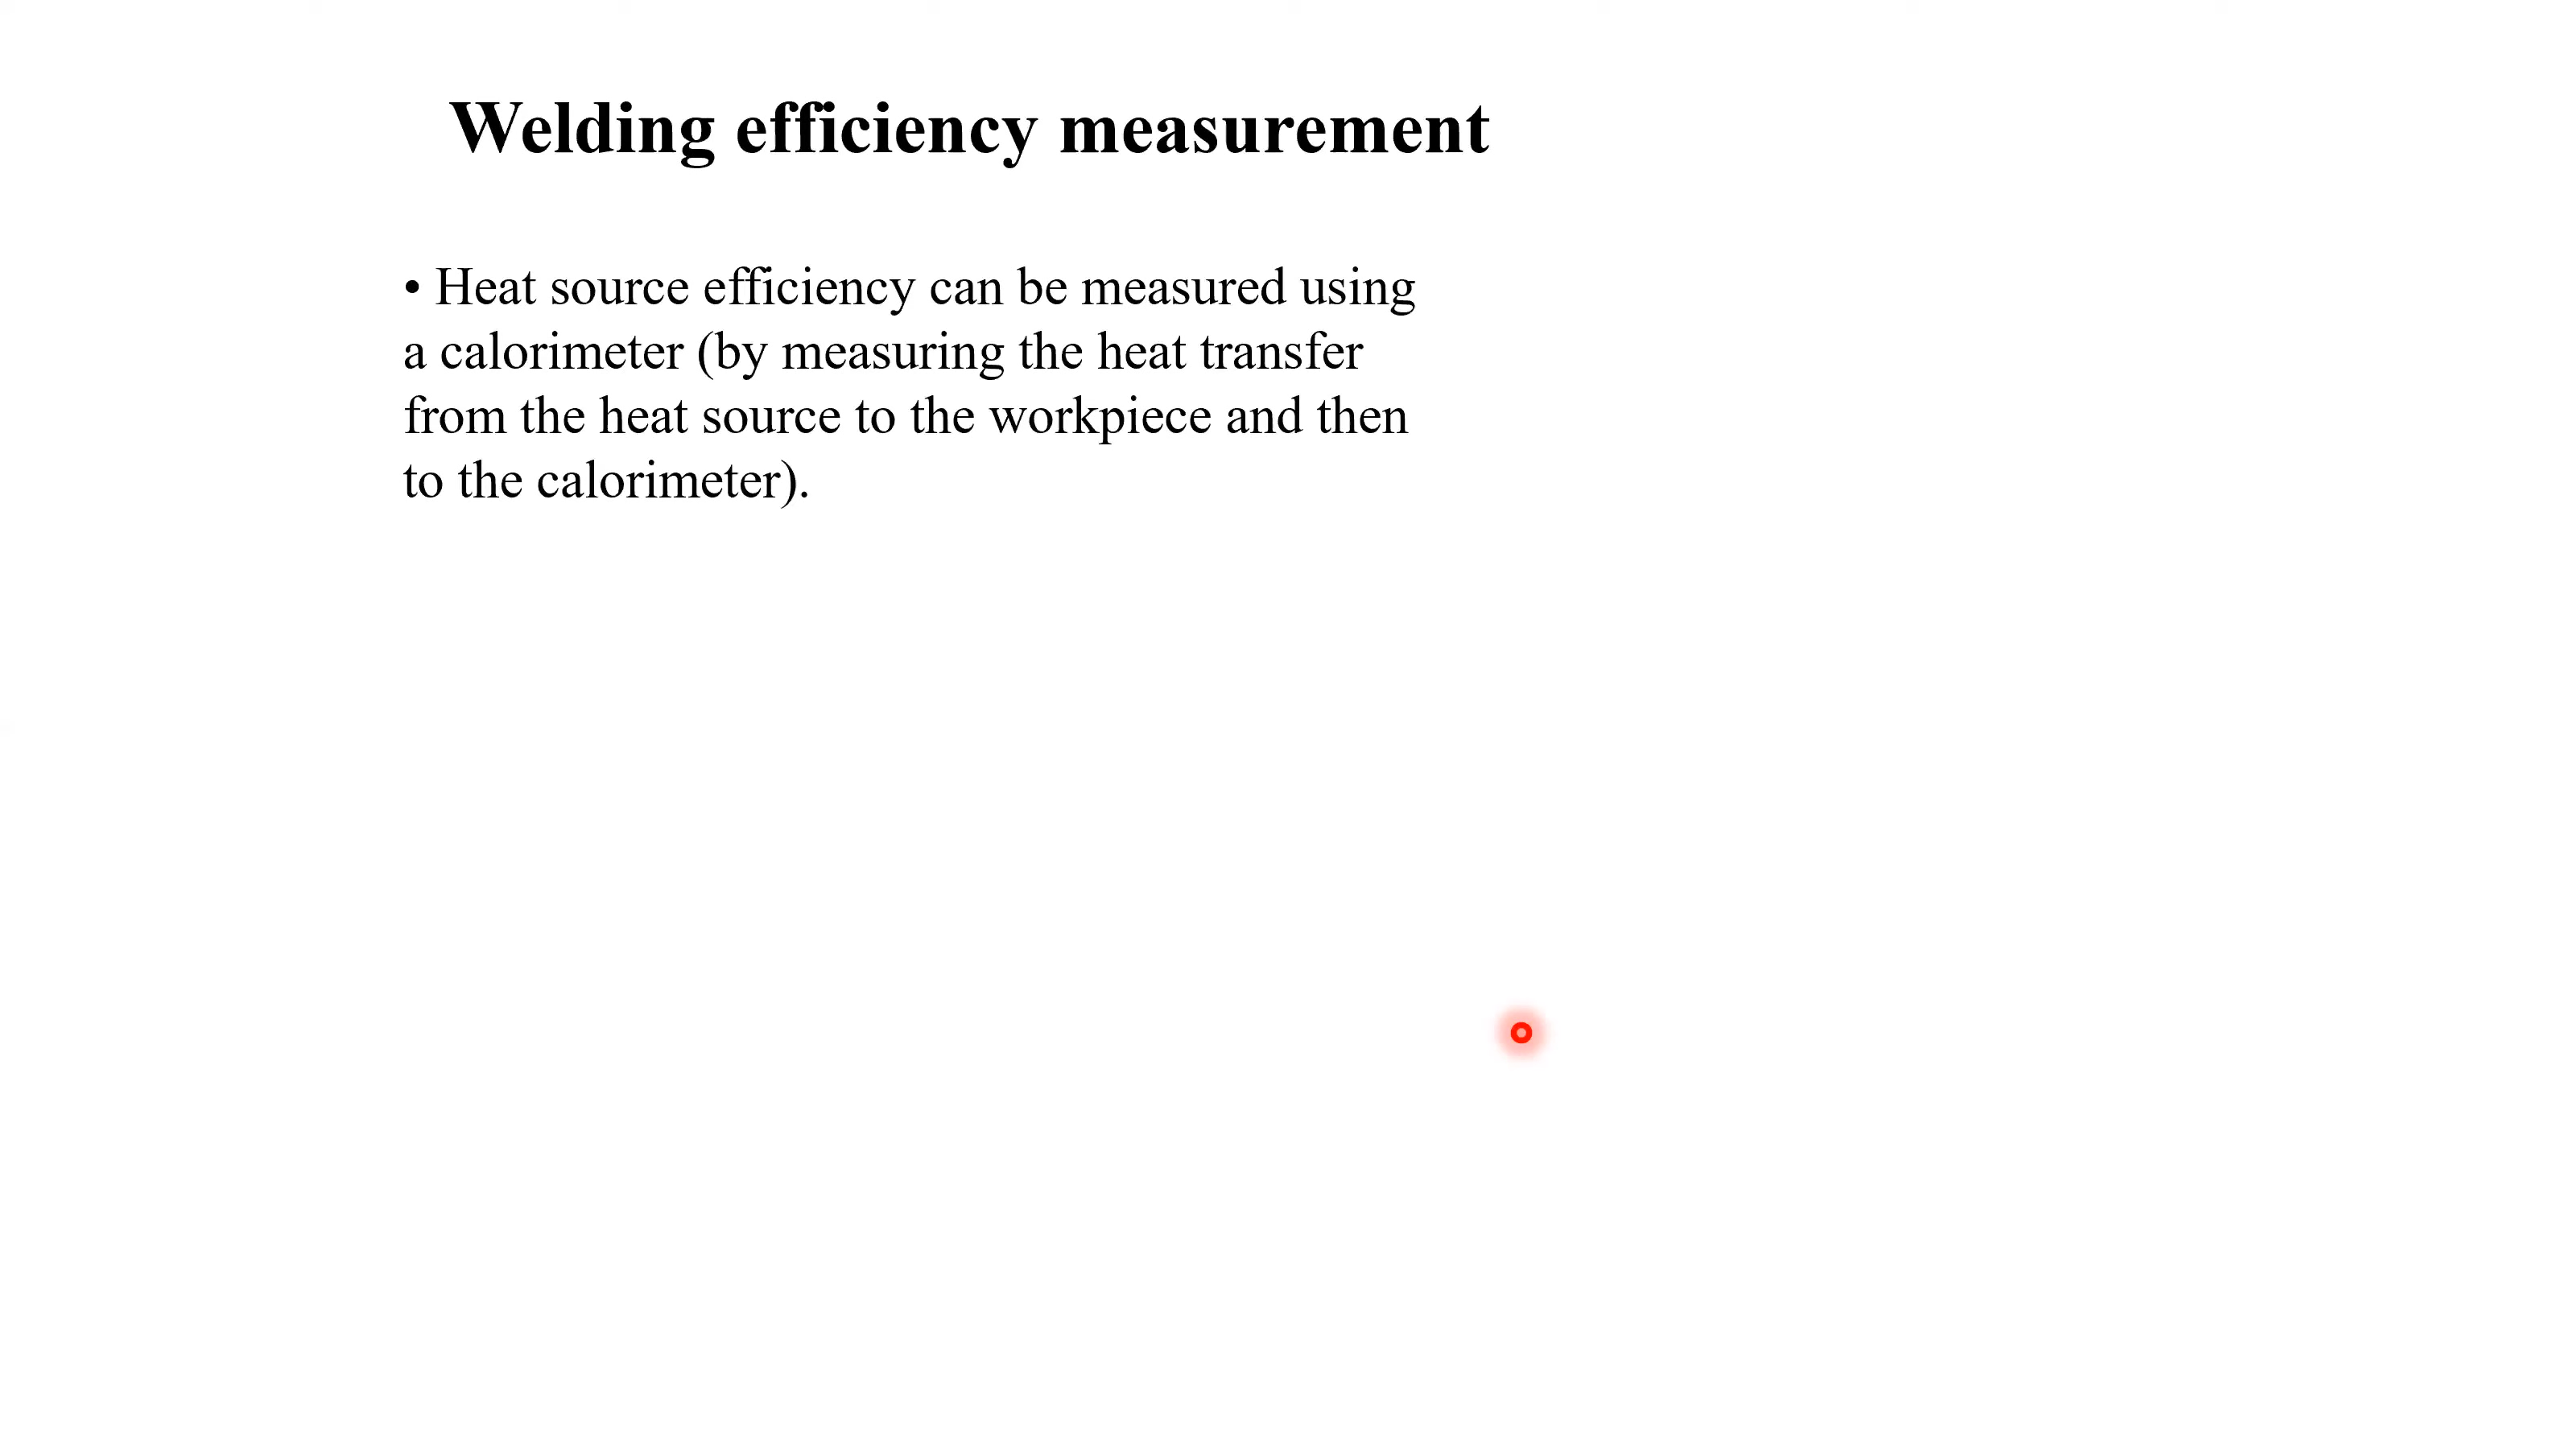 Welding efficiency measurement
• Heat source efficiency can be measured using
a calorimeter (by measuring the heat transfer
from the heat source to the workpiece and then
to the calorimeter).